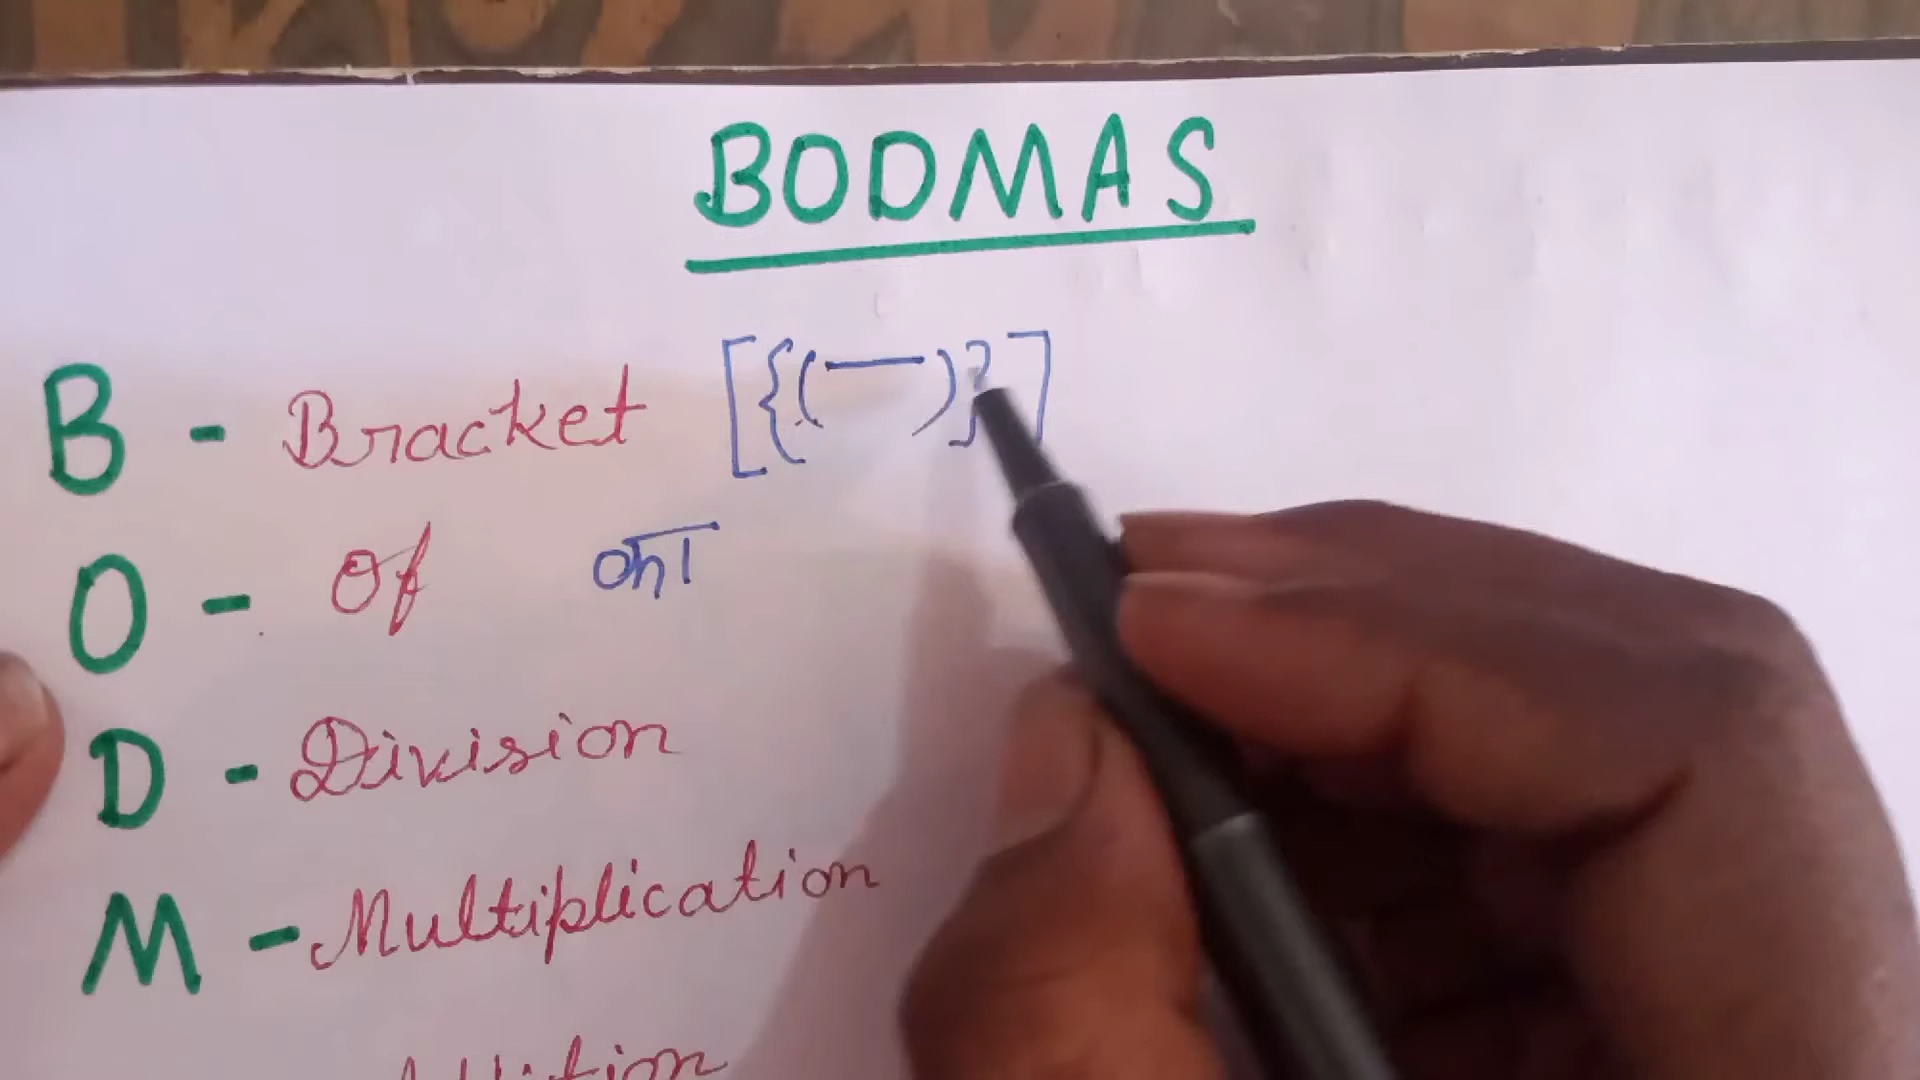 BODMAS
B - Bracket [{(‾)}]
O - Of का
D - Division
M - Multiplication